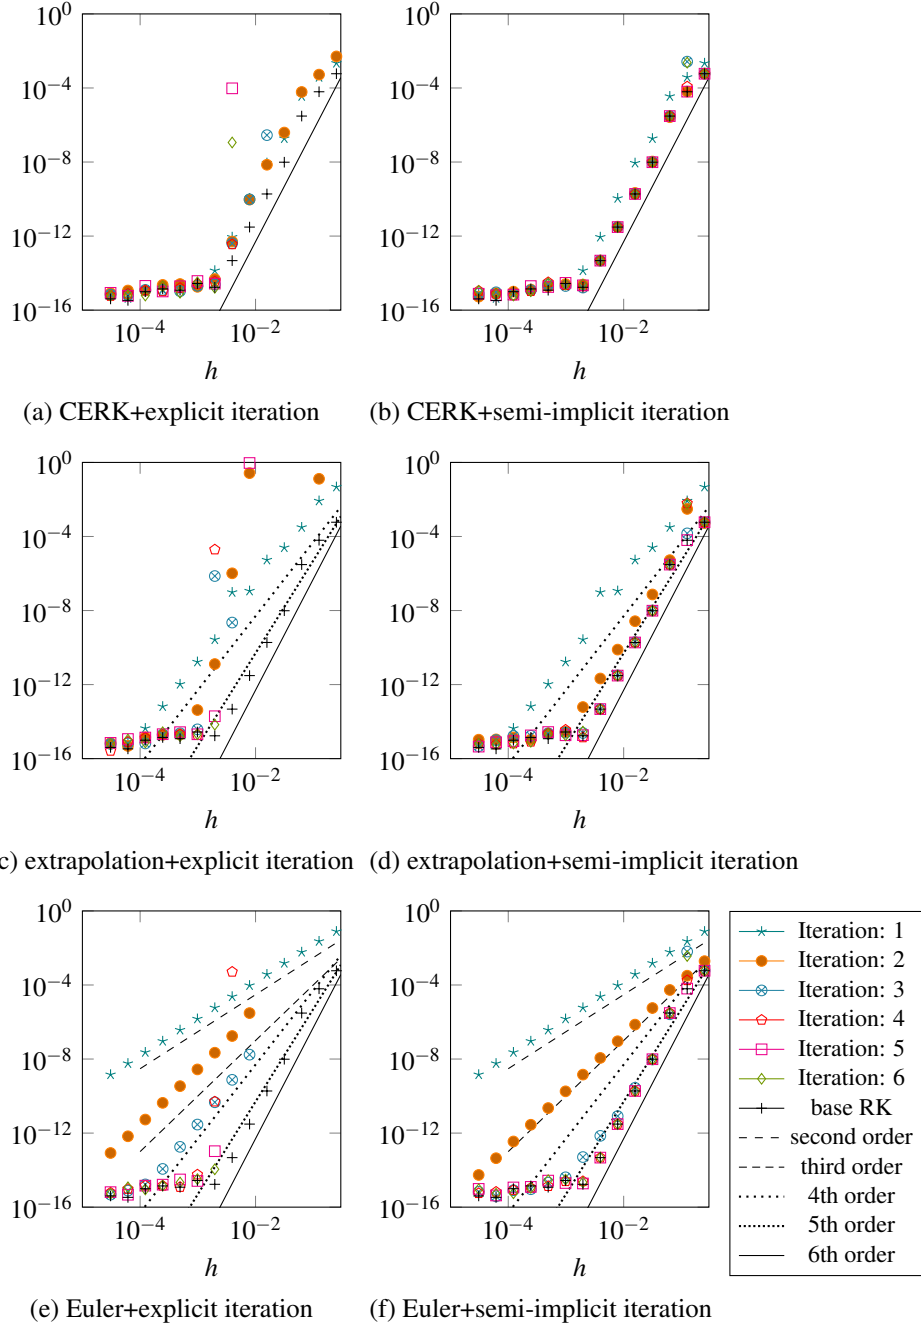 10^0
10^−4
10^−8
10^−12
10^−16
10^−4 10^−2
h
(a) CERK+explicit iteration
10^0
10^−4
10^−8
10^−12
10^−16
10^−4 10^−2
h
(b) CERK+semi-implicit iteration
10^0
10^−4
10^−8
10^−12
10^−16
10^−4 10^−2
h
c) extrapolation+explicit iteration
10^0
10^−4
10^−8
10^−12
10^−16
10^−4 10^−2
h
(d) extrapolation+semi-implicit iteration
10^0
10^−4
10^−8
10^−12
10^−16
10^−4 10^−2
h
(e) Euler+explicit iteration
10^0
10^−4
10^−8
10^−12
10^−16
10^−4 10^−2
h
(f) Euler+semi-implicit iteration
Iteration: 1
Iteration: 2
Iteration: 3
Iteration: 4
Iteration: 5
Iteration: 6
base RK
second order
third order
4th order
5th order
6th order